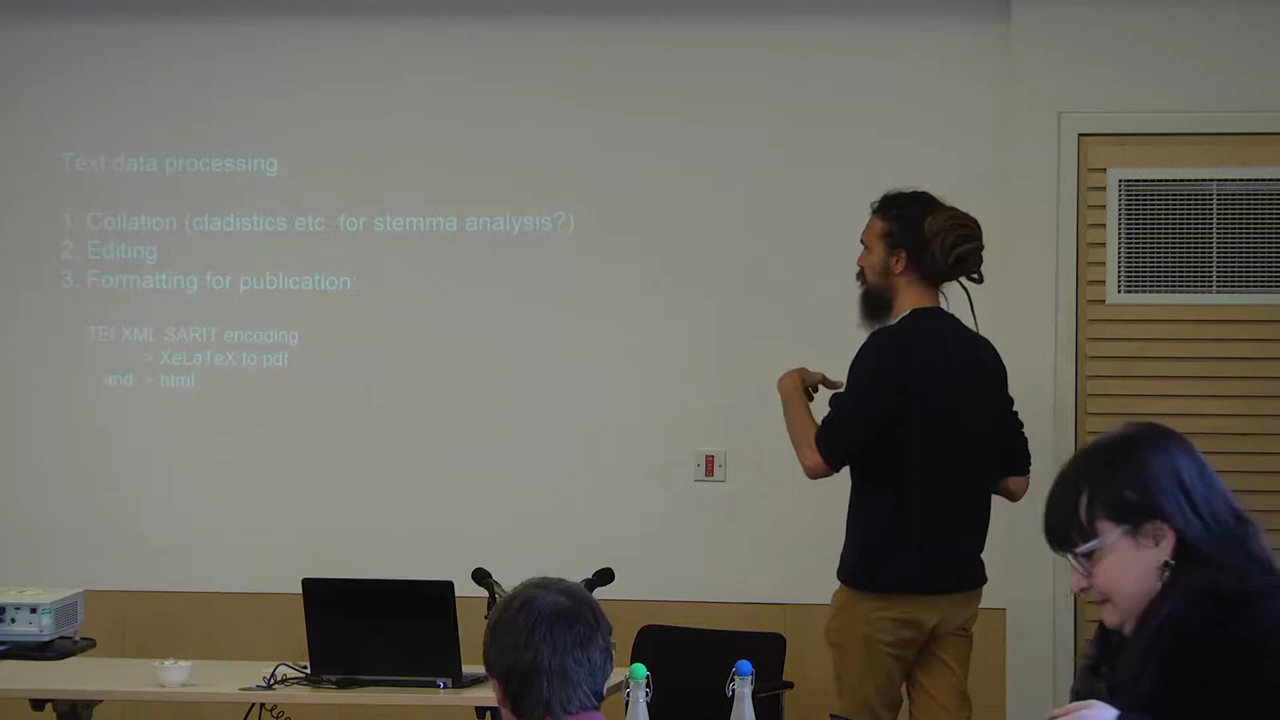 Text data processing
1. Collation (cladistics etc. for stemma analysis?)
2. Editing
3. Formatting for publication:
TEI XML SARIT encoding
> XeLaTeX to pdf
and > html